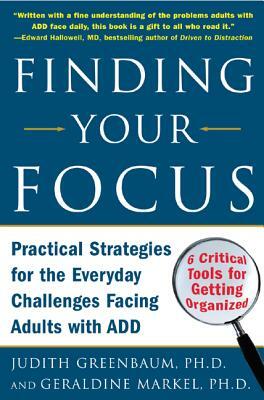 "Written with a fine understanding of the problems adults with
ADD face daily, this book is a gift to all who read it."
—Edward Hallowell, MD, bestselling author of Driven to Distraction
FINDING
YOUR
FOCUS
Practical Strategies
for the Everyday
Challenges Facing
Adults with ADD
6 Critical
Tools for
Getting
Organized
JUDITH GREENBAUM, PH.D.
AND GERALDINE MARKEL, PH.D.